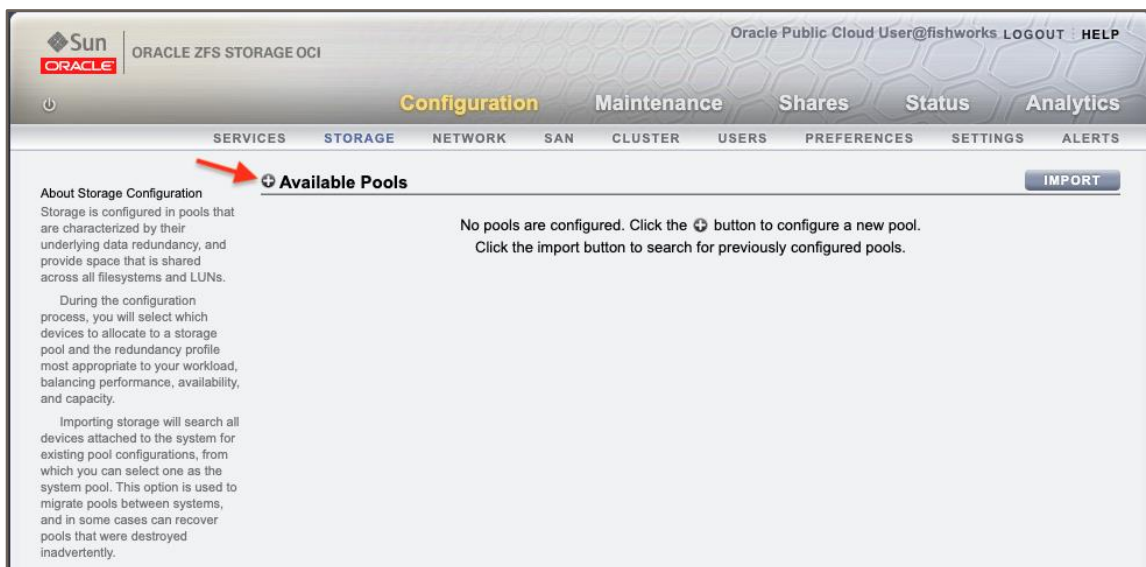 Sun
ORACLE
ORACLE ZFS STORAGE OCI
Oracle Public Cloud User@fishworks LOGOUT HELP
Configuration Maintenance Shares Status Analytics
SERVICES STORAGE NETWORK SAN CLUSTER USERS PREFERENCES SETTINGS ALERTS
About Storage Configuration
Storage is configured in pools that
are characterized by their
underlying data redundancy, and
provide space that is shared
across all filesystems and LUNs.
During the configuration
process, you will select which
devices to allocate to a storage
pool and the redundancy profile
most appropriate to your workload,
balancing performance, availability,
and capacity.
Importing storage will search all
devices attached to the system for
existing pool configurations, from
which you can select one as the
system pool. This option is used to
migrate pools between systems,
and in some cases can recover
pools that were destroyed
inadvertently.
Available Pools
IMPORT
No pools are configured. Click the button to configure a new pool.
Click the import button to search for previously configured pools.